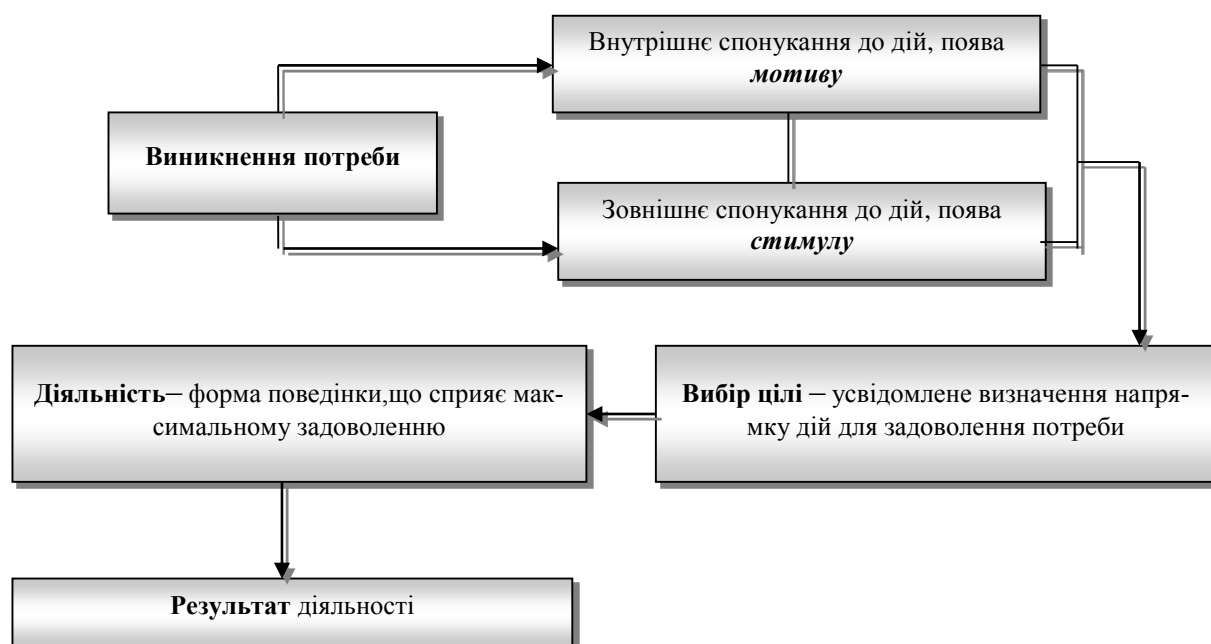 Внутрішнє спонукання до дій, поява
мотиву
Виникнення потреби
Зовнішнє спонукання до дій, поява
стимулу
Діяльність– форма поведінки,що сприяє мак-
симальному задоволенню
Вибір цілі – усвідомлене визначення напря-
мку дій для задоволення потреби
Результат діяльності